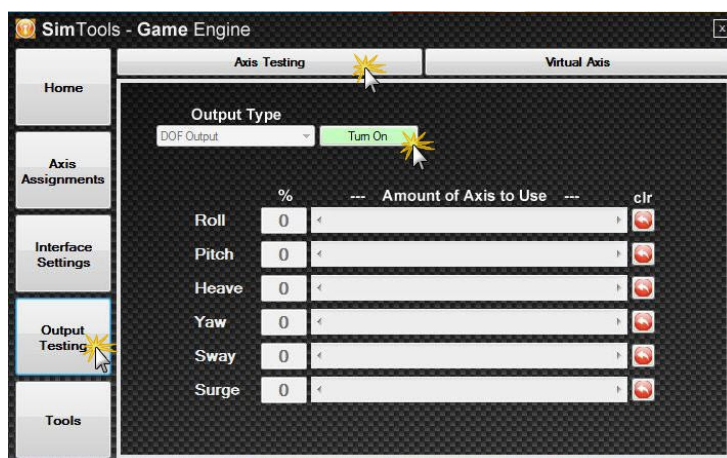 SimTools - Game Engine
x
Home
Axis Assignments
Interface Settings
Output Testing
Tools
Axis Testing
Virtual Axis
Output Type
DOF Output
Turn On
% --- Amount of Axis to Use --- clr
Roll 0
Pitch 0
Heave 0
Yaw 0
Sway 0
Surge 0